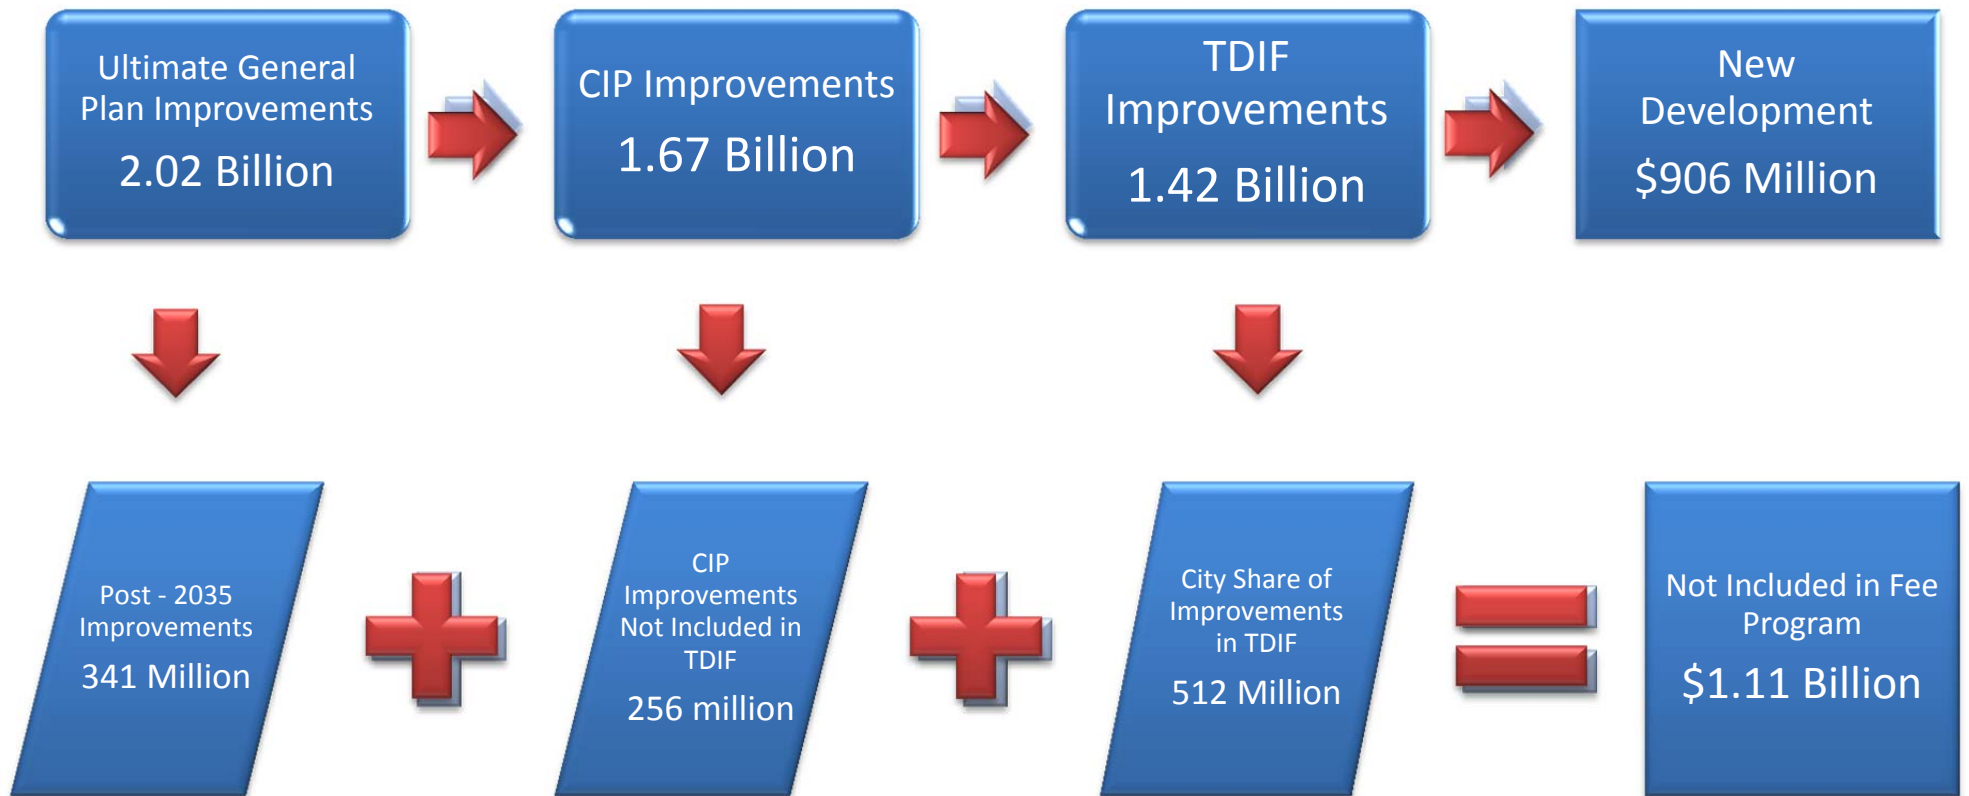 Ultimate General
Plan Improvements
2.02 Billion
CIP Improvements
1.67 Billion
TDIF
Improvements
1.42 Billion
New
Development
$906 Million
Post - 2035
Improvements
341 Million
CIP
Improvements
Not Included in
TDIF
256 million
City Share of
Improvements
in TDIF
512 Million
Not Included in Fee
Program
$1.11 Billion